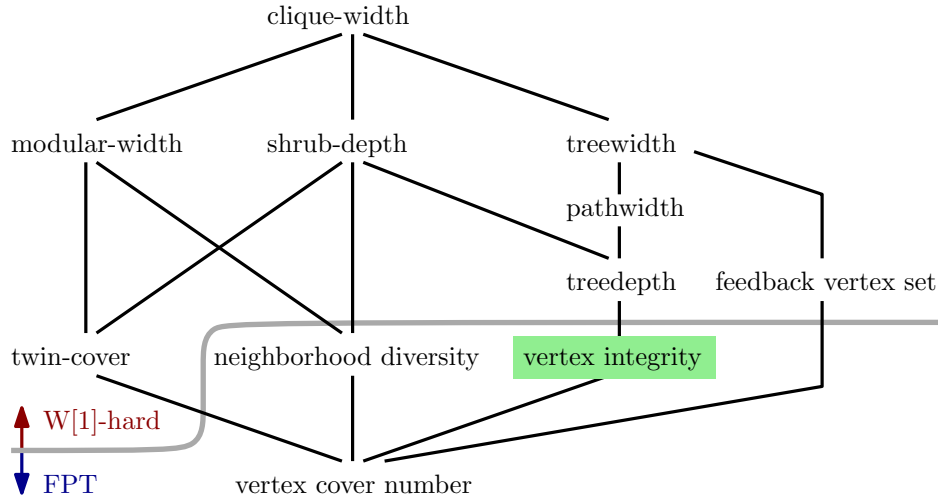 clique-width
modular-width
shrub-depth
treewidth
pathwidth
treedepth
feedback vertex set
twin-cover
neighborhood diversity
vertex integrity
W[1]-hard
FPT
vertex cover number